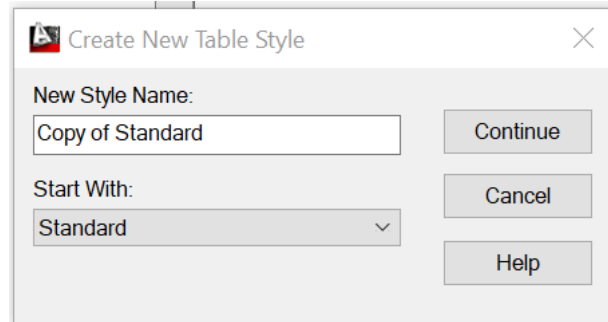 Create New Table Style
New Style Name:
Copy of Standard
Continue
Start With:
Cancel
Standard
Help